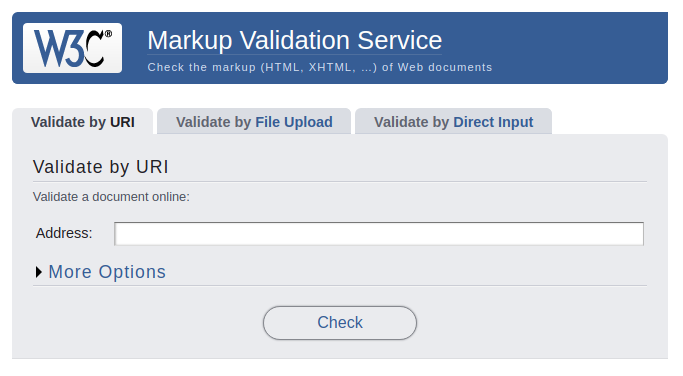 W3C®
Markup Validation Service
Check the markup (HTML, XHTML, …) of Web documents
Validate by URI
Validate by File Upload
Validate by Direct Input
Validate by URI
Validate a document online:
Address:
More Options
Check